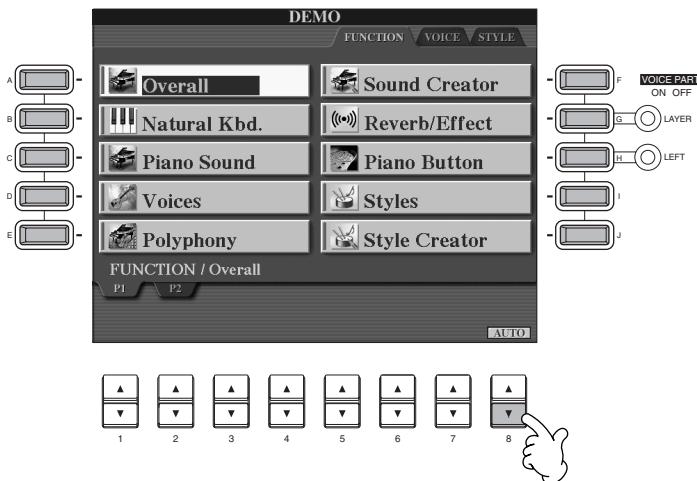 DEMO
FUNCTION VOICE STYLE
A Overall Sound Creator F VOICE PART
ON OFF
B Natural Kbd. Reverb/Effect G LAYER
C Piano Sound Piano Button H LEFT
D Voices Styles I
E Polyphony Style Creator J
FUNCTION / Overall
P1 P2
AUTO
1 2 3 4 5 6 7 8